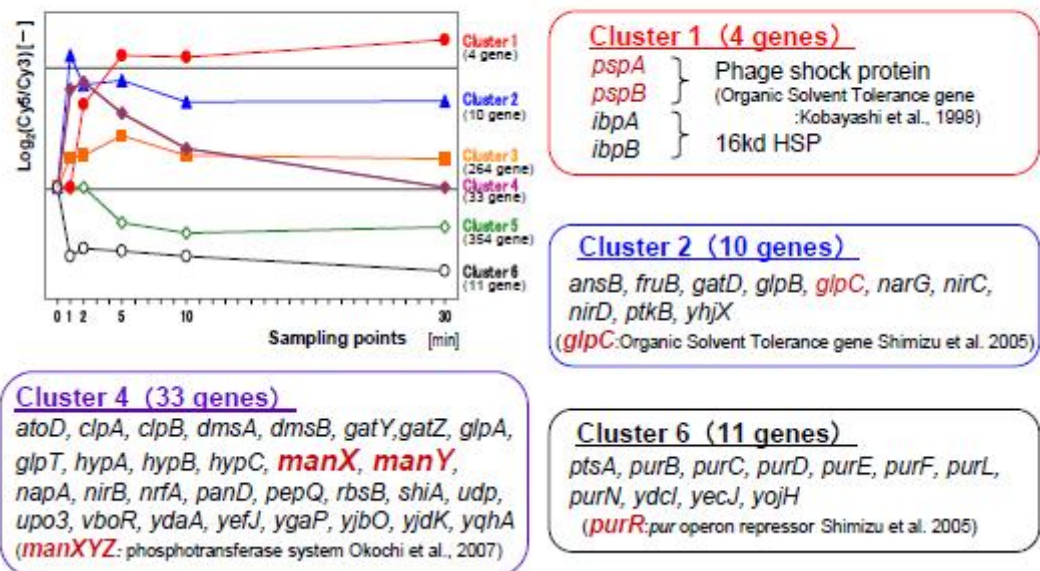 Log2(Cy5/Cy3)[−]
Cluster 1
(4 gene)
Cluster 2
(10 gene)
Cluster 3
(264 gene)
Cluster 4
(33 gene)
Cluster 5
(354 gene)
Cluster 6
(11 gene)
0 1 2 5 10 30
Sampling points [min]
Cluster 1 (4 genes)
pspA
pspB
Phage shock protein
(Organic Solvent Tolerance gene
:Kobayashi et al., 1998)
ibpA
ibpB
16kd HSP
Cluster 2 (10 genes)
ansB, fruB, gatD, glpB, glpC, narG, nirC,
nirD, ptkB, yhjX
(glpC:Organic Solvent Tolerance gene Shimizu et al. 2005)
Cluster 4 (33 genes)
atoD, clpA, clpB, dmsA, dmsB, gatY,gatZ, glpA,
glpT, hypA, hypB, hypC, manX, manY,
napA, nirB, nrfA, panD, pepQ, rbsB, shiA, udp,
upo3, vboR, ydaA, yefJ, ygaP, yjbO, yjdK, yqhA
(manXYZ: phosphotransferase system Okochi et al., 2007)
Cluster 6 (11 genes)
ptsA, purB, purC, purD, purE, purF, purL,
purN, ydcI, yecJ, yojH
(purR:pur operon repressor Shimizu et al. 2005)